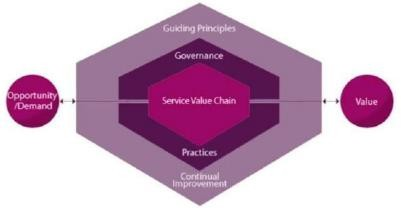 Guiding Principles
Governance
Opportunity
/Demand
Service Value Chain
Value
Practices
Continual
Improvement